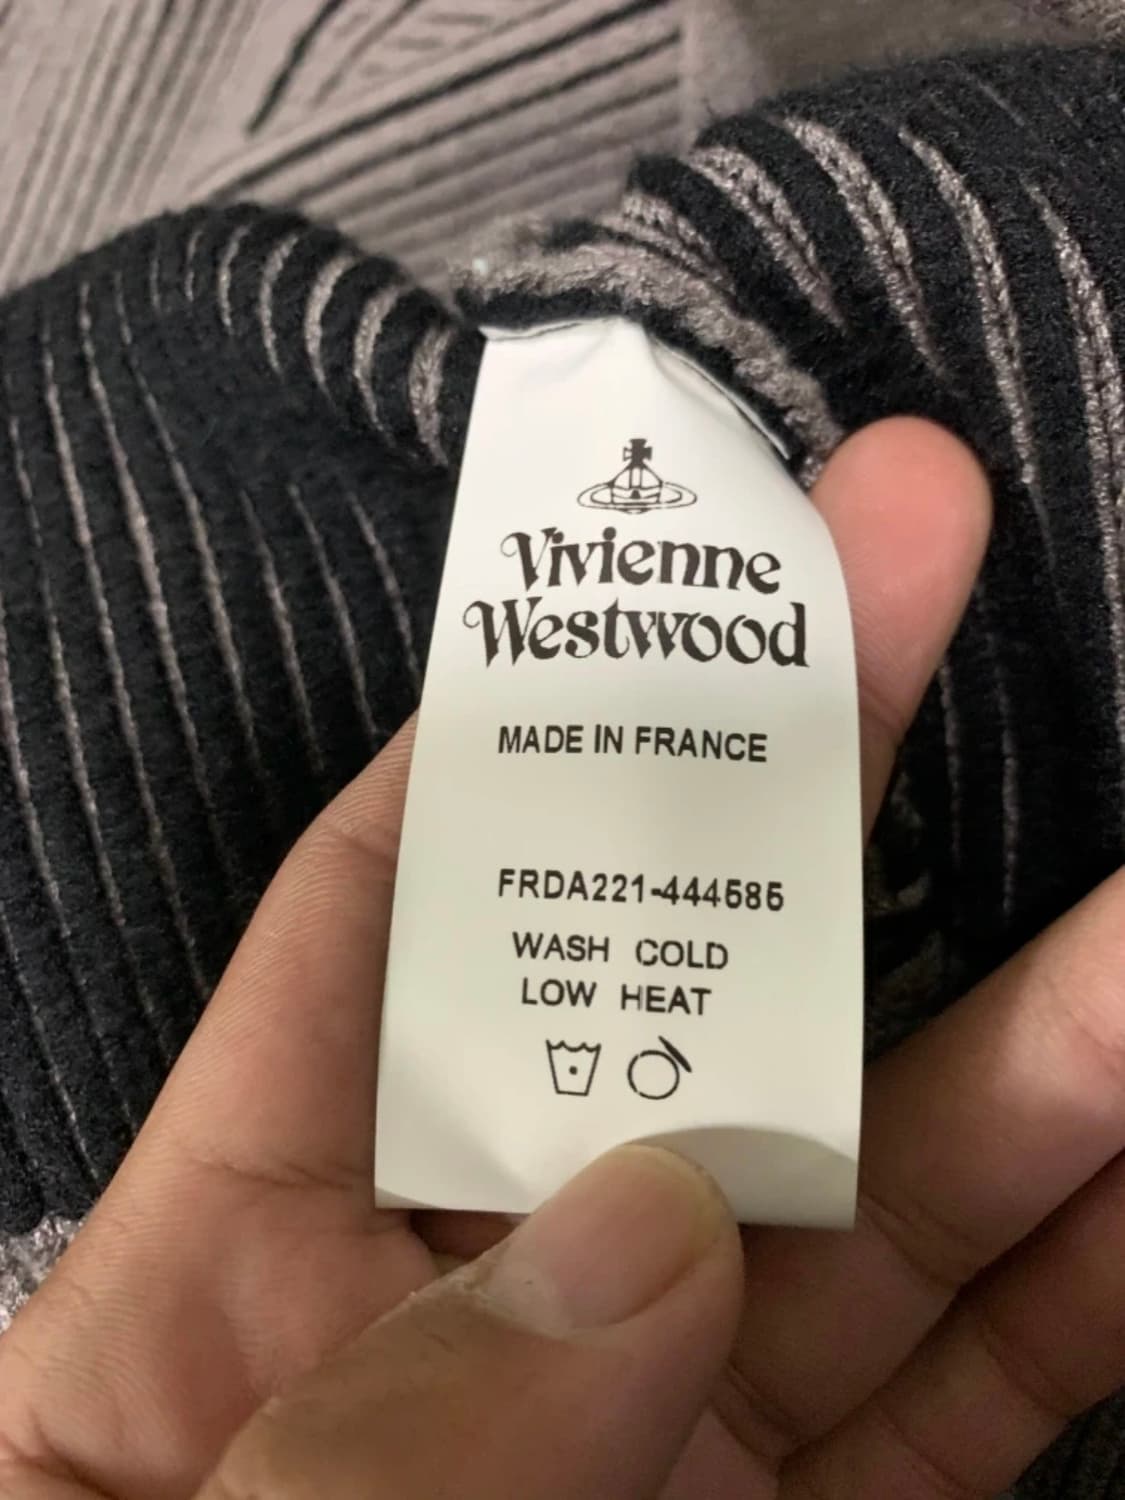 Vivienne
Westwood
MADE IN FRANCE
FRDA221-444585
WASH COLD
LOW HEAT